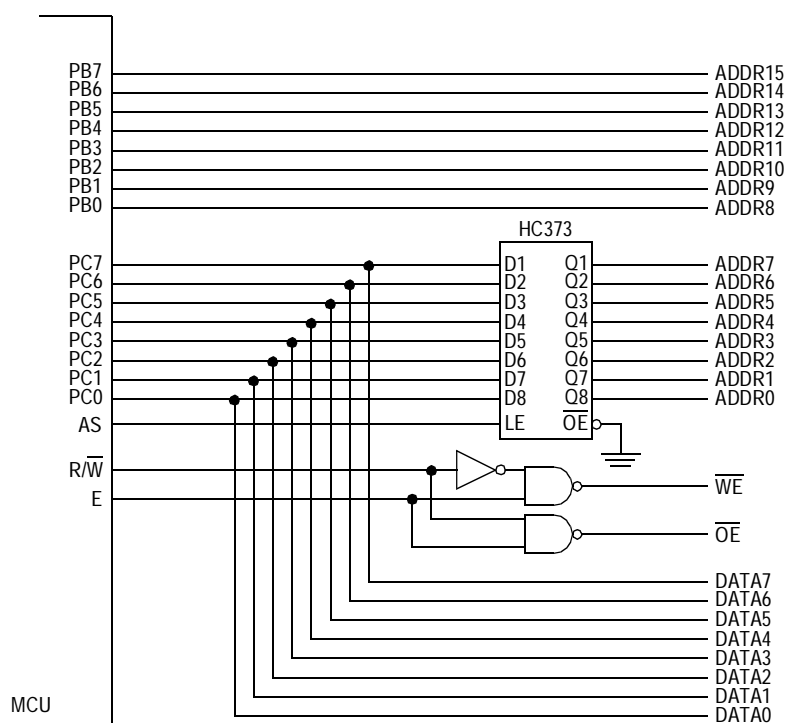 PB7 ADDR15
PB6 ADDR14
PB5 ADDR13
PB4 ADDR12
PB3 ADDR11
PB2 ADDR10
PB1 ADDR9
PB0 ADDR8
HC373
PC7 D1 Q1 ADDR7
PC6 D2 Q2 ADDR6
PC5 D3 Q3 ADDR5
PC4 D4 Q4 ADDR4
PC3 D5 Q5 ADDR3
PC2 D6 Q6 ADDR2
PC1 D7 Q7 ADDR1
PC0 D8 Q8 ADDR0
AS LE O̅E̅
R/W̅
E W̅E̅
O̅E̅
DATA7
DATA6
DATA5
DATA4
DATA3
DATA2
DATA1
MCU
DATA0